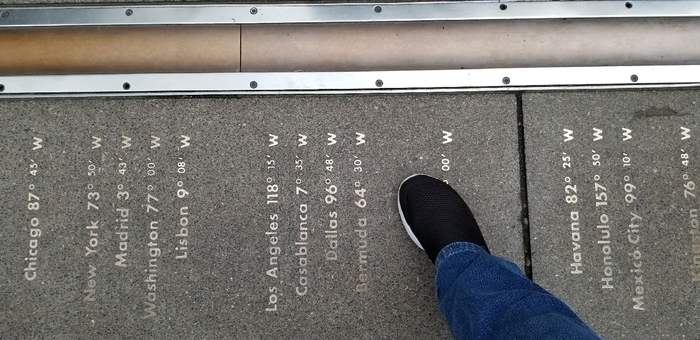 Chicago 87° 45' W
New York 73° 50' W
Madrid 3° 43' W
Washington 77° 00' W
Lisbon 9° 08' W
Los Angeles 118° 15' W
Casablanca 7° 35' W
Dallas 96° 48' W
Bermuda 64° 30' W
00' W
Havana 82° 25' W
Honolulu 157° 50' W
Mexico City 99° 10' W
76° 48' W